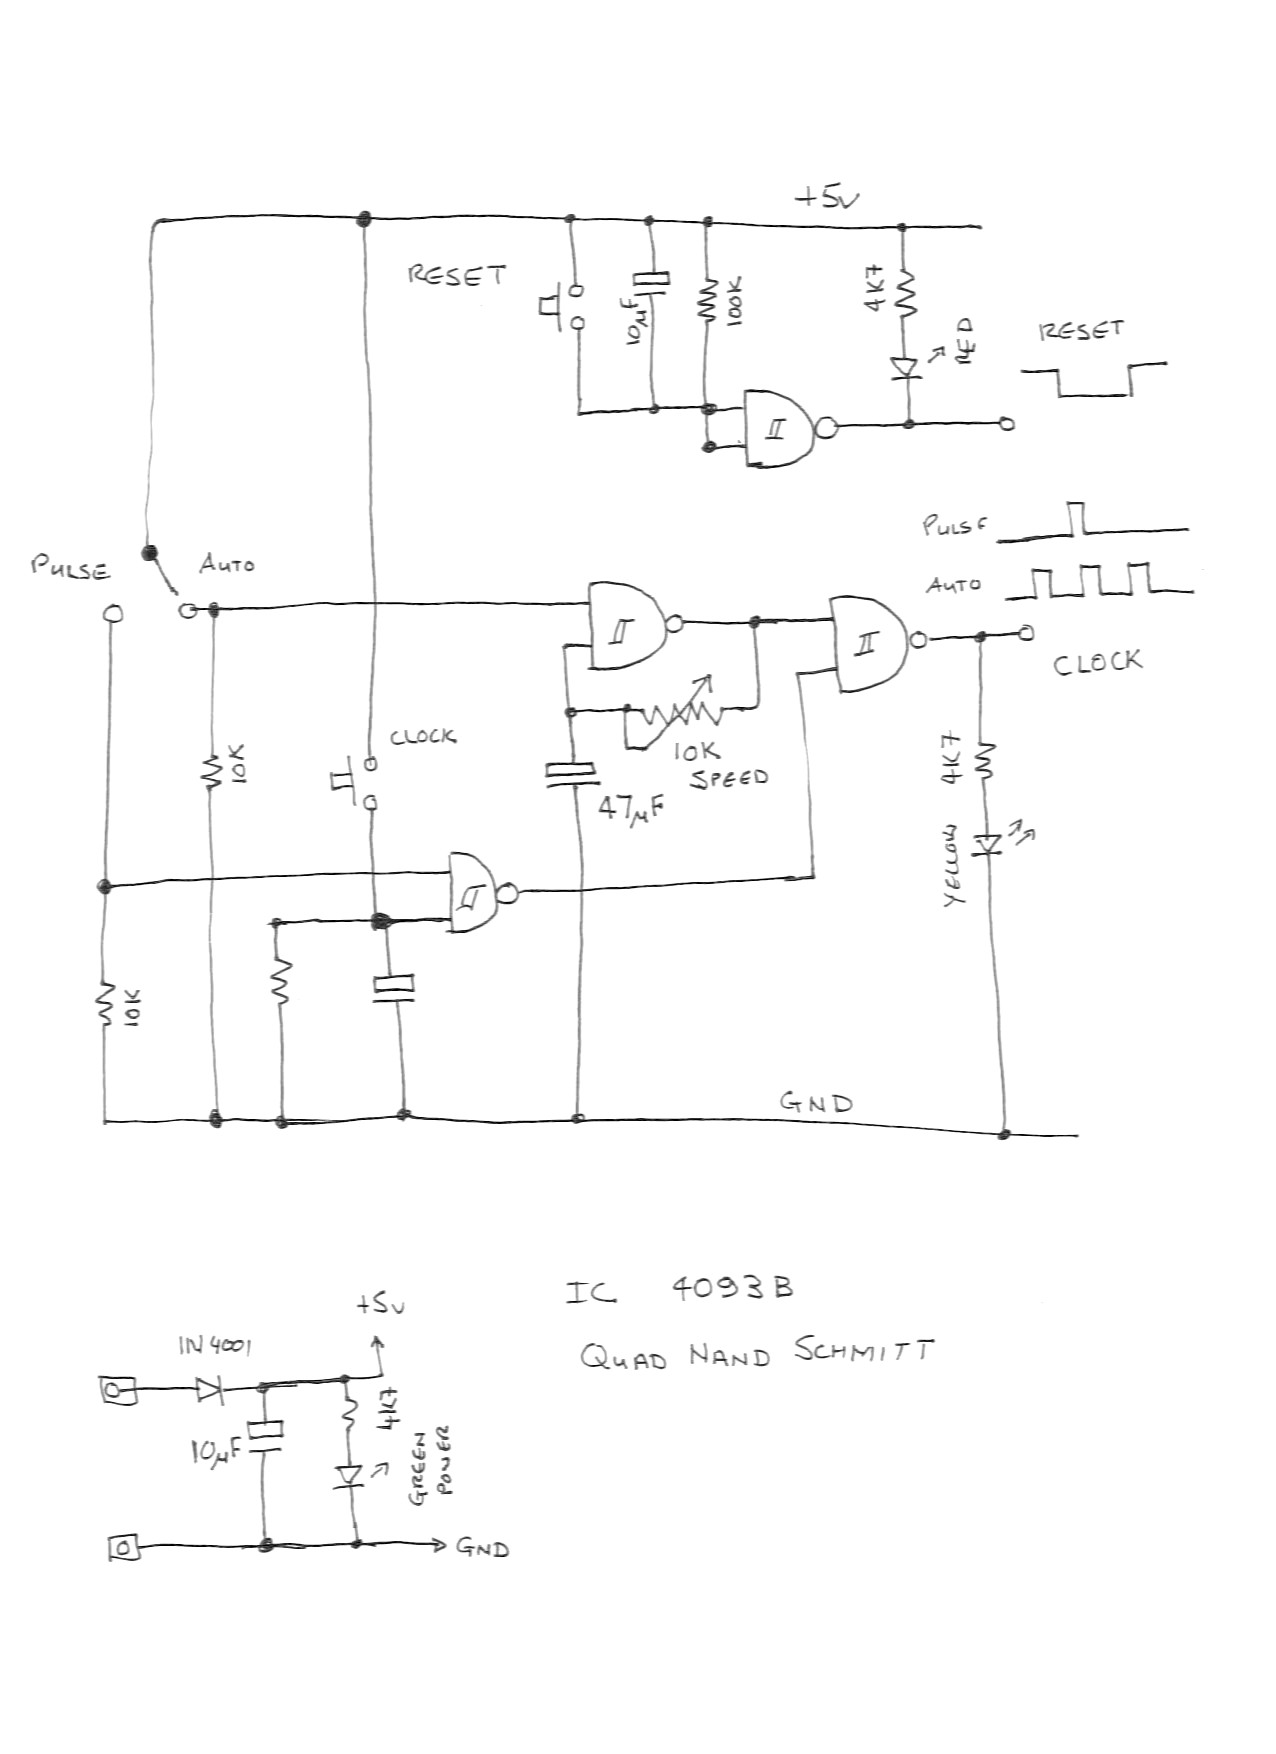 +5v
RESET
10µF
100K
4K7
RED
RESET
PULSE
AUTO
PULSE
AUTO
CLOCK
CLOCK
10K
10K
SPEED
47µF
4K7
YELLOW
10K
GND
+5v
IN4001
10µF
4K7
GREEN
POWER
GND
IC 4093B
QUAD NAND SCHMITT